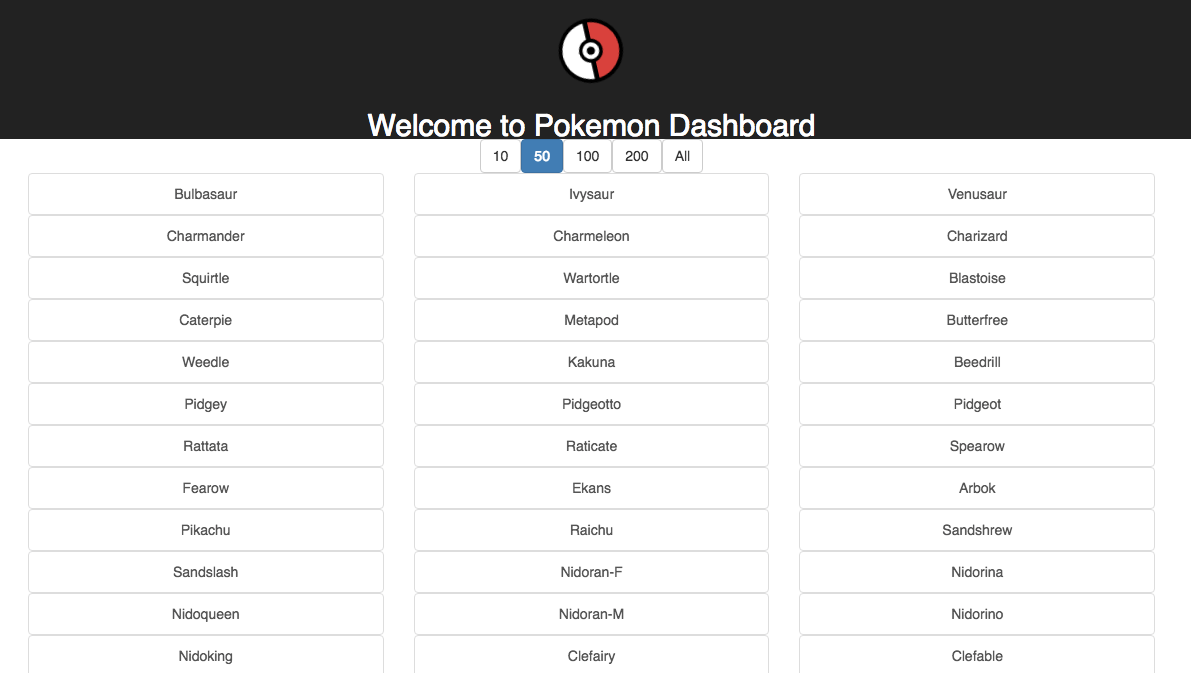 Welcome to Pokemon Dashboard
10 50 100 200 All
Bulbasaur Ivysaur Venusaur
Charmander Charmeleon Charizard
Squirtle Wartortle Blastoise
Caterpie Metapod Butterfree
Weedle Kakuna Beedrill
Pidgey Pidgeotto Pidgeot
Rattata Raticate Spearow
Fearow Ekans Arbok
Pikachu Raichu Sandshrew
Sandslash Nidoran-F Nidorina
Nidoqueen Nidoran-M Nidorino
Nidoking Clefairy Clefable